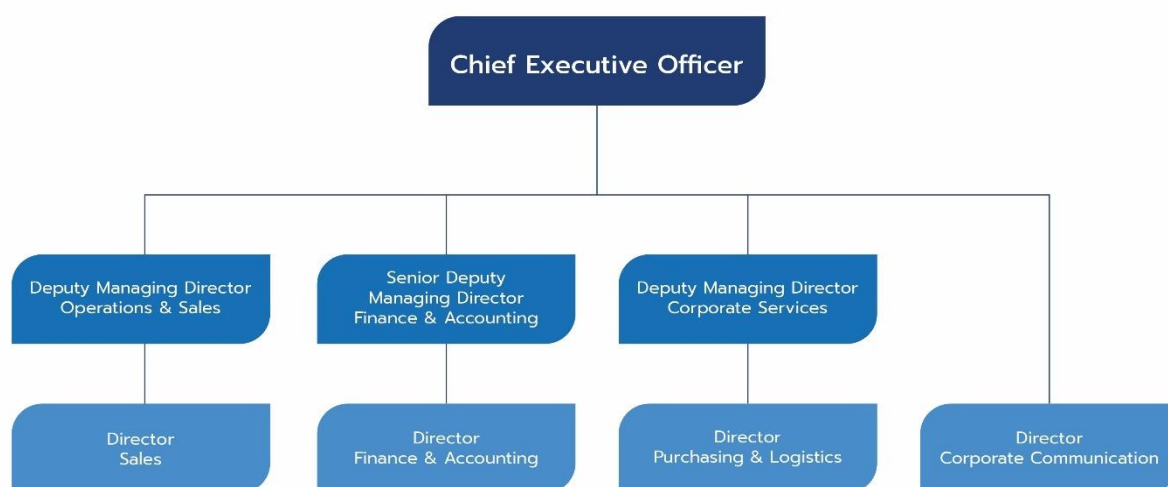 Chief Executive Officer
Deputy Managing Director
Operations & Sales
Senior Deputy
Managing Director
Finance & Accounting
Deputy Managing Director
Corporate Services
Director
Sales
Director
Finance & Accounting
Director
Purchasing & Logistics
Director
Corporate Communication